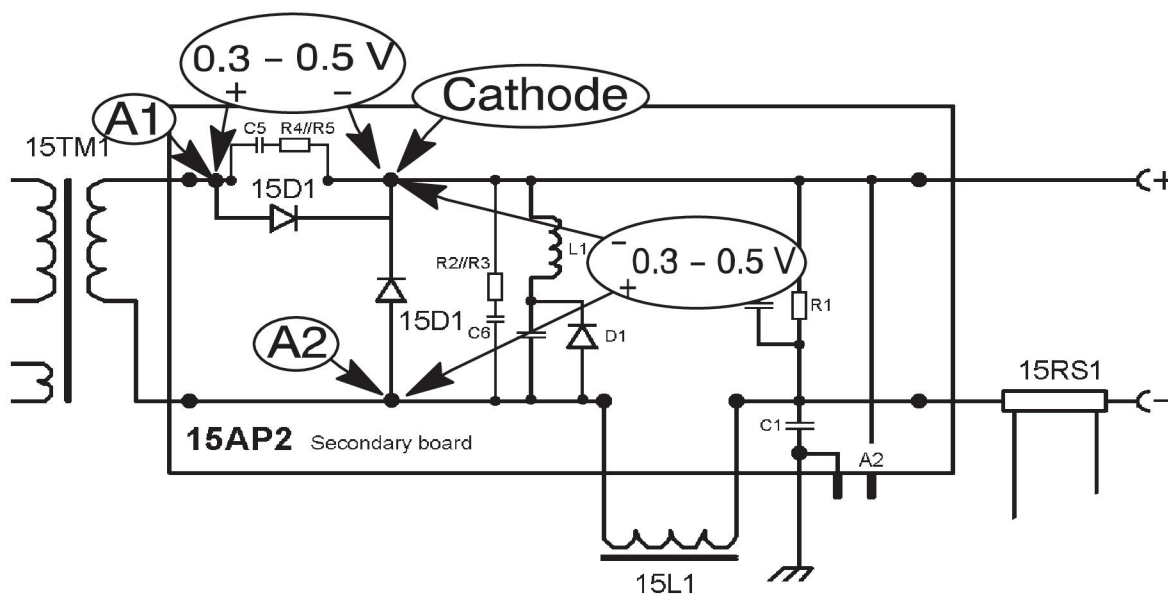 0.3 – 0.5 V
+ –
Cathode
A1
C5 R4//R5
15TM1
15D1
+
–
L1
0.3 – 0.5 V
+
R2//R3
15D1
C6
D1
R1
A2
15RS1
–
15AP2 Secondary board
C1
A2
15L1